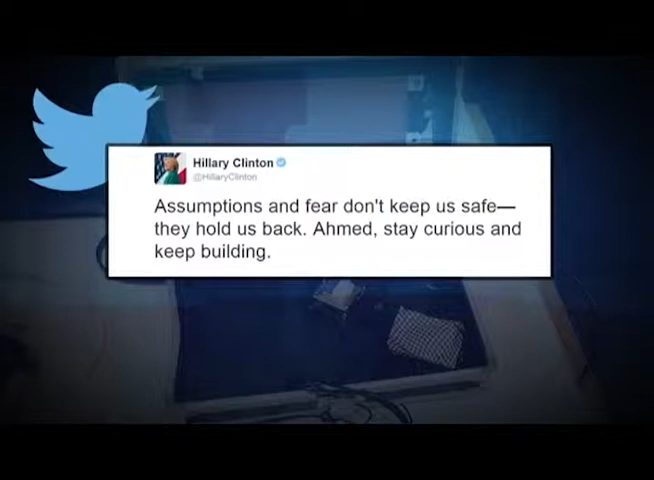 Hillary Clinton
@HillaryClinton
Assumptions and fear don't keep us safe—
they hold us back. Ahmed, stay curious and
keep building.